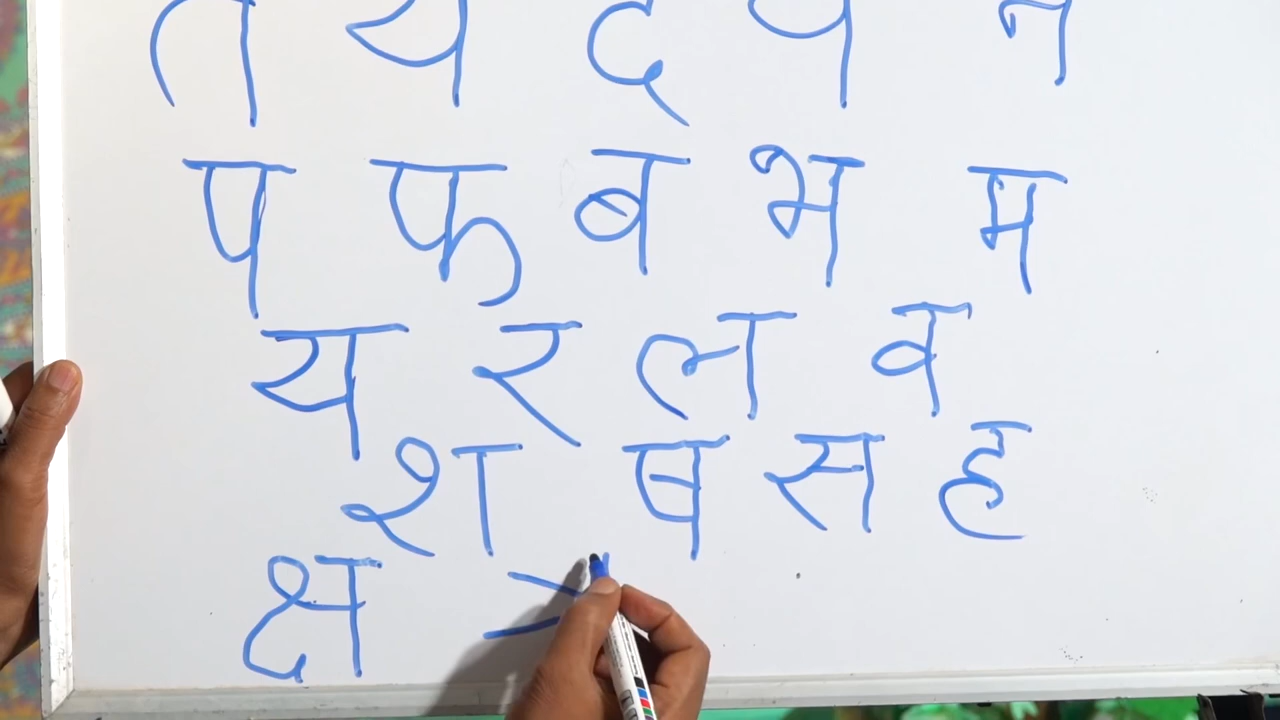 त थ द ध न
प फ ब भ म
य र ल व
श ष स ह
क्ष